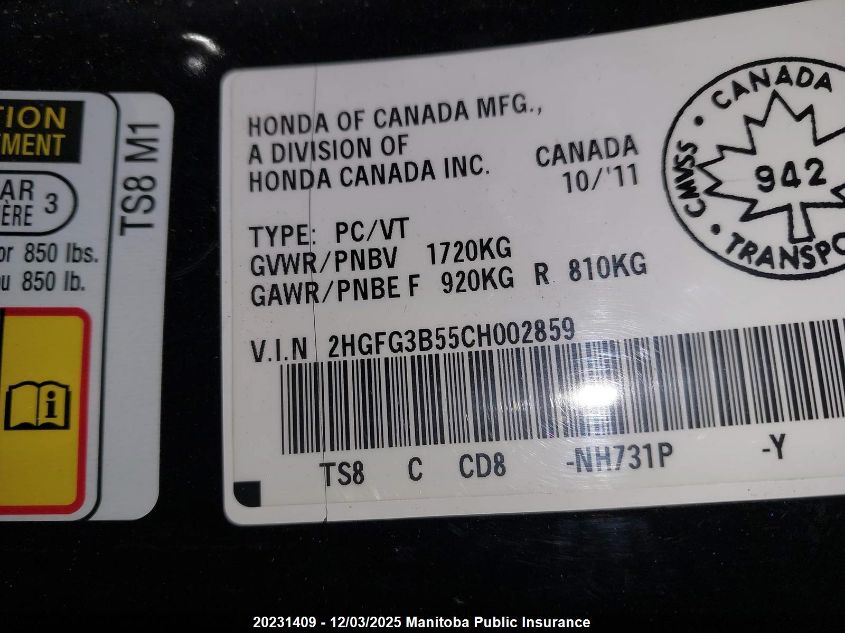 TION
EMENT
AR
ÈRE 3
or 850 lbs.
u 850 lb.
TS8 M1
HONDA OF CANADA MFG.,
A DIVISION OF
HONDA CANADA INC.
CANADA
10/'11
TYPE: PC/VT
GVWR/PNBV 1720KG
GAWR/PNBE F 920KG R 810KG
V.I.N 2HGFG3B55CH002859
TS8 C CD8 -NH731P -Y
CANADA
CMVSS
942
TRANSPO
20231409 - 12/03/2025 Manitoba Public Insurance